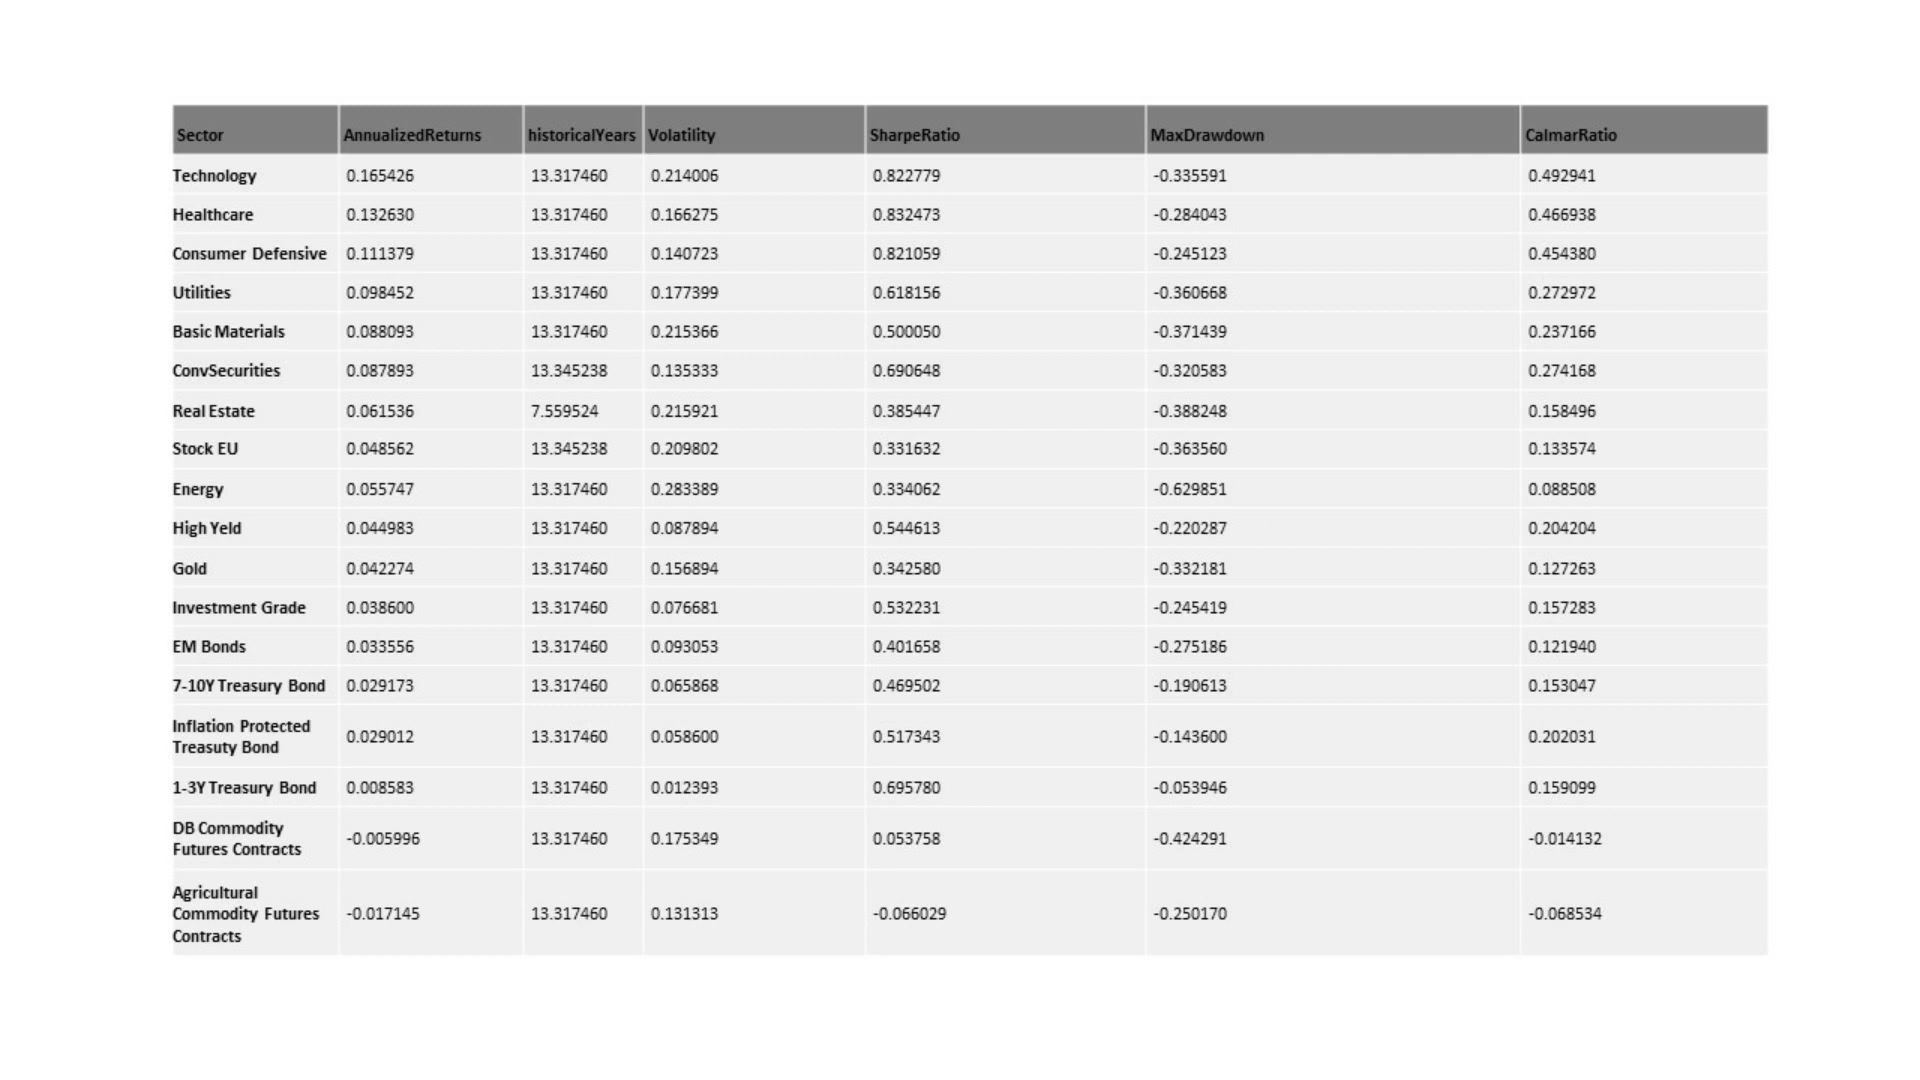 Sector AnnualizedReturns historicalYears Volatility SharpeRatio MaxDrawdown CalmarRatio
Technology 0.165426 13.317460 0.214006 0.822779 -0.335591 0.492941
Healthcare 0.132630 13.317460 0.166275 0.832473 -0.284043 0.466938
Consumer Defensive 0.111379 13.317460 0.140723 0.821059 -0.245123 0.454380
Utilities 0.098452 13.317460 0.177399 0.618156 -0.360668 0.272972
Basic Materials 0.088093 13.317460 0.215366 0.500050 -0.371439 0.237166
ConvSecurities 0.087893 13.345238 0.135333 0.690648 -0.320583 0.274168
Real Estate 0.061536 7.559524 0.215921 0.385447 -0.388248 0.158496
Stock EU 0.048562 13.345238 0.209802 0.331632 -0.363560 0.133574
Energy 0.055747 13.317460 0.283389 0.334062 -0.629851 0.088508
High Yeld 0.044983 13.317460 0.087894 0.544613 -0.220287 0.204204
Gold 0.042274 13.317460 0.156894 0.342580 -0.332181 0.127263
Investment Grade 0.038600 13.317460 0.076681 0.532231 -0.245419 0.157283
EM Bonds 0.033556 13.317460 0.093053 0.401658 -0.275186 0.121940
7-10Y Treasury Bond 0.029173 13.317460 0.065868 0.469502 -0.190613 0.153047
Inflation Protected
Treasuty Bond 0.029012 13.317460 0.058600 0.517343 -0.143600 0.202031
1-3Y Treasury Bond 0.008583 13.317460 0.012393 0.695780 -0.053946 0.159099
DB Commodity
Futures Contracts -0.005996 13.317460 0.175349 0.053758 -0.424291 -0.014132
Agricultural
Commodity Futures -0.017145 13.317460 0.131313 -0.066029 -0.250170 -0.068534
Contracts